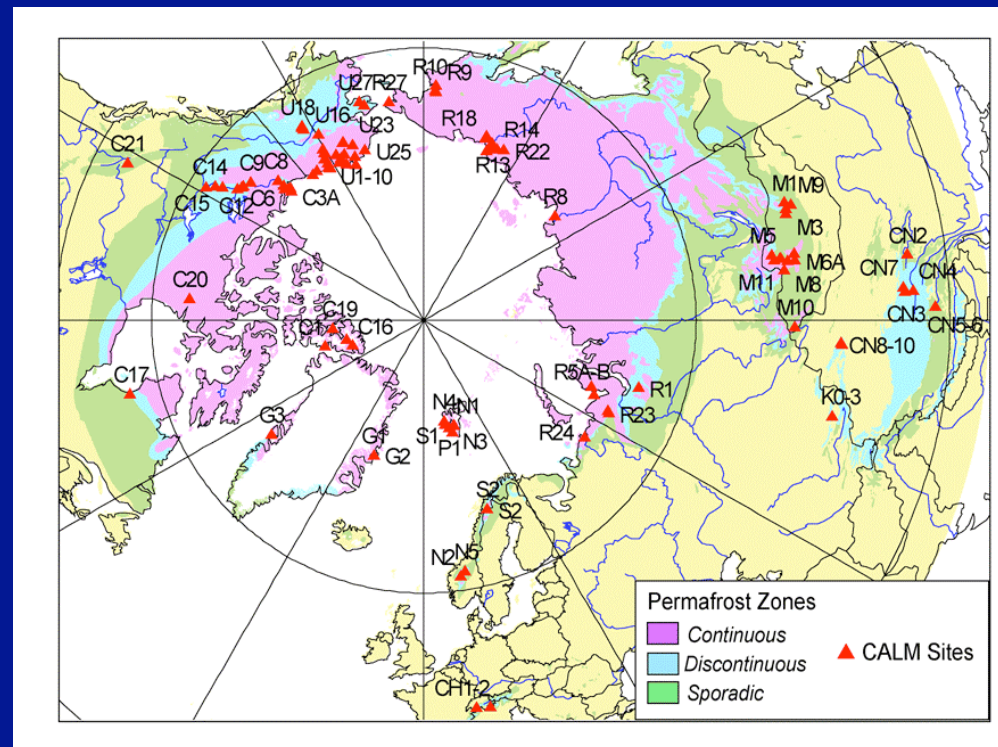 R10
R9
U27
R27
U18
U16
U23
R18
R14
U25
R13
R22
C21
C14
C9
C8
U1-10
C15
C12
C6
C3A
R8
M1
M9
M3
M5
M6A
CN2
CN7
CN4
M11
M8
CN3
C20
M10
CN5-6
C19
C1
C16
CN8-10
R5A-B
R1
C17
K0-3
R23
G3
N4
N1
S1
N3
P1
R24
G1
G2
S2
S2
N2
N5
CH1-2
Permafrost Zones
Continuous
Discontinuous
Sporadic
CALM Sites